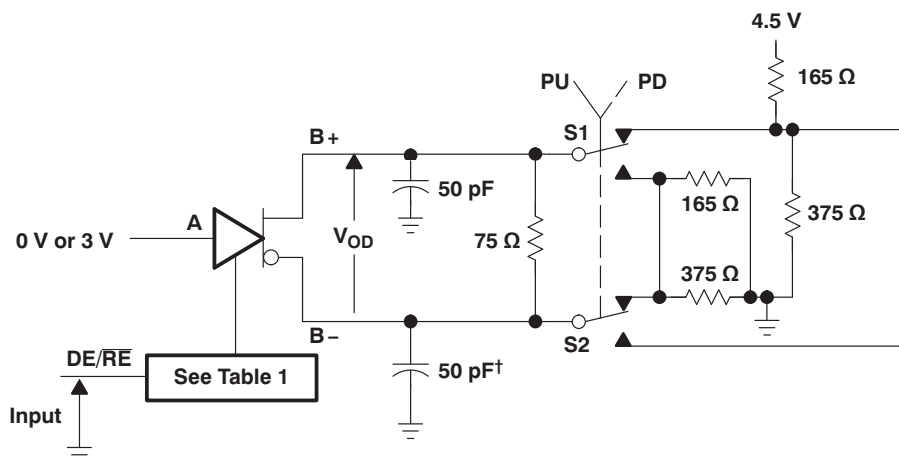 4.5 V
165 Ω
PU
PD
B+
S1
50 pF
165 Ω
A
0 V or 3 V
VOD
75 Ω
375 Ω
375 Ω
B−
S2
DE/RE
See Table 1
50 pF†
Input